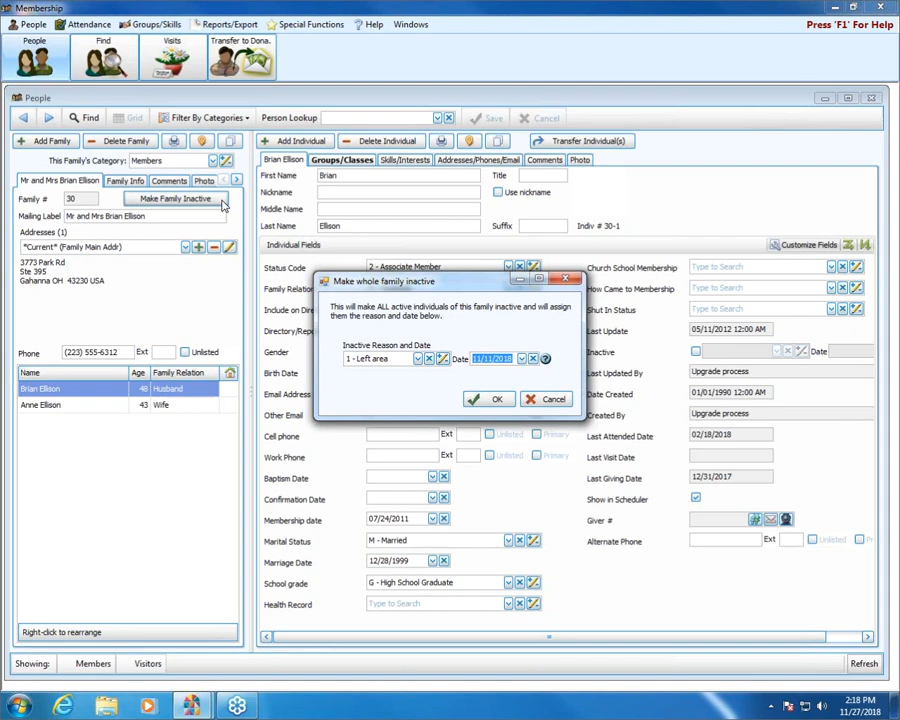 Membership
People Attendance Groups/Skills Reports/Export Special Functions Help Windows Press 'F1' For Help
People Find Visits Transfer to Dona.
People
Find Grid Filter By Categories Person Lookup Save Cancel
Add Family Delete Family Add Individual Delete Individual Transfer Individual(s)
This Family's Category: Members
Brian Ellison Groups/Classes Skills/Interests Addresses/Phones/Email Comments Photo
Mr and Mrs Brian Ellison Family Info Comments Photo
Family # 30 Make Family Inactive
Mailing Label Mr and Mrs Brian Ellison
Addresses (1)
*Current* (Family Main Addr)
3773 Park Rd
Ste 395
Gahanna OH 43230 USA
Phone (223) 555-6312 Ext Unlisted
Name Age Family Relation
Brian Ellison 48 Husband
Anne Ellison 43 Wife
Right-click to rearrange
First Name Brian Title
Nickname Use nickname
Middle Name
Last Name Ellison Suffix Indiv # 30-1
Individual Fields Customize Fields
Status Code 2 - Associate Member
Family Relat
Include on Dire
Directory/Rep
Gender
Birth Date
Email Address
Other Email
Cell phone Ext Unlisted Primary
Work Phone Ext Unlisted Primary
Baptism Date
Confirmation Date
Membership date 07/24/2011
Marital Status M - Married
Marriage Date 12/28/1999
School grade G - High School Graduate
Health Record Type to Search
Church School Membership Type to Search
How Came to Membership Type to Search
Shut In Status Type to Search
Last Update 05/11/2012 12:00 AM
Inactive Date
Last Updated By Upgrade process
Date Created 01/01/1990 12:00 AM
Created By Upgrade process
Last Attended Date 02/18/2018
Last Visit Date
Last Giving Date 12/31/2017
Show in Scheduler
Giver #
Alternate Phone Ext Unlisted Pr
Make whole family inactive
This will make ALL active individuals of this family inactive and will assign
them the reason and date below.
Inactive Reason and Date
1 - Left area Date 11/11/2018
OK Cancel
Showing: Members Visitors Refresh
2:18 PM
11/27/2018